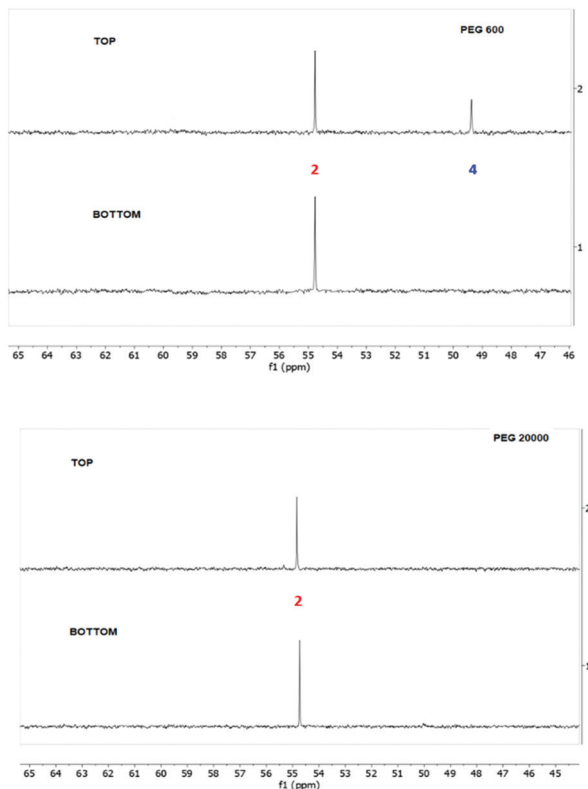 PEG 600
TOP
2
2 4
BOTTOM
1
65 64 63 62 61 60 59 58 57 56 55 54 53 52 51 50 49 48 47 46
f1 (ppm)
PEG 20000
TOP
2
2
BOTTOM
1
65 64 63 62 61 60 59 58 57 56 55 54 53 52 51 50 49 48 47 46 45
f1 (ppm)